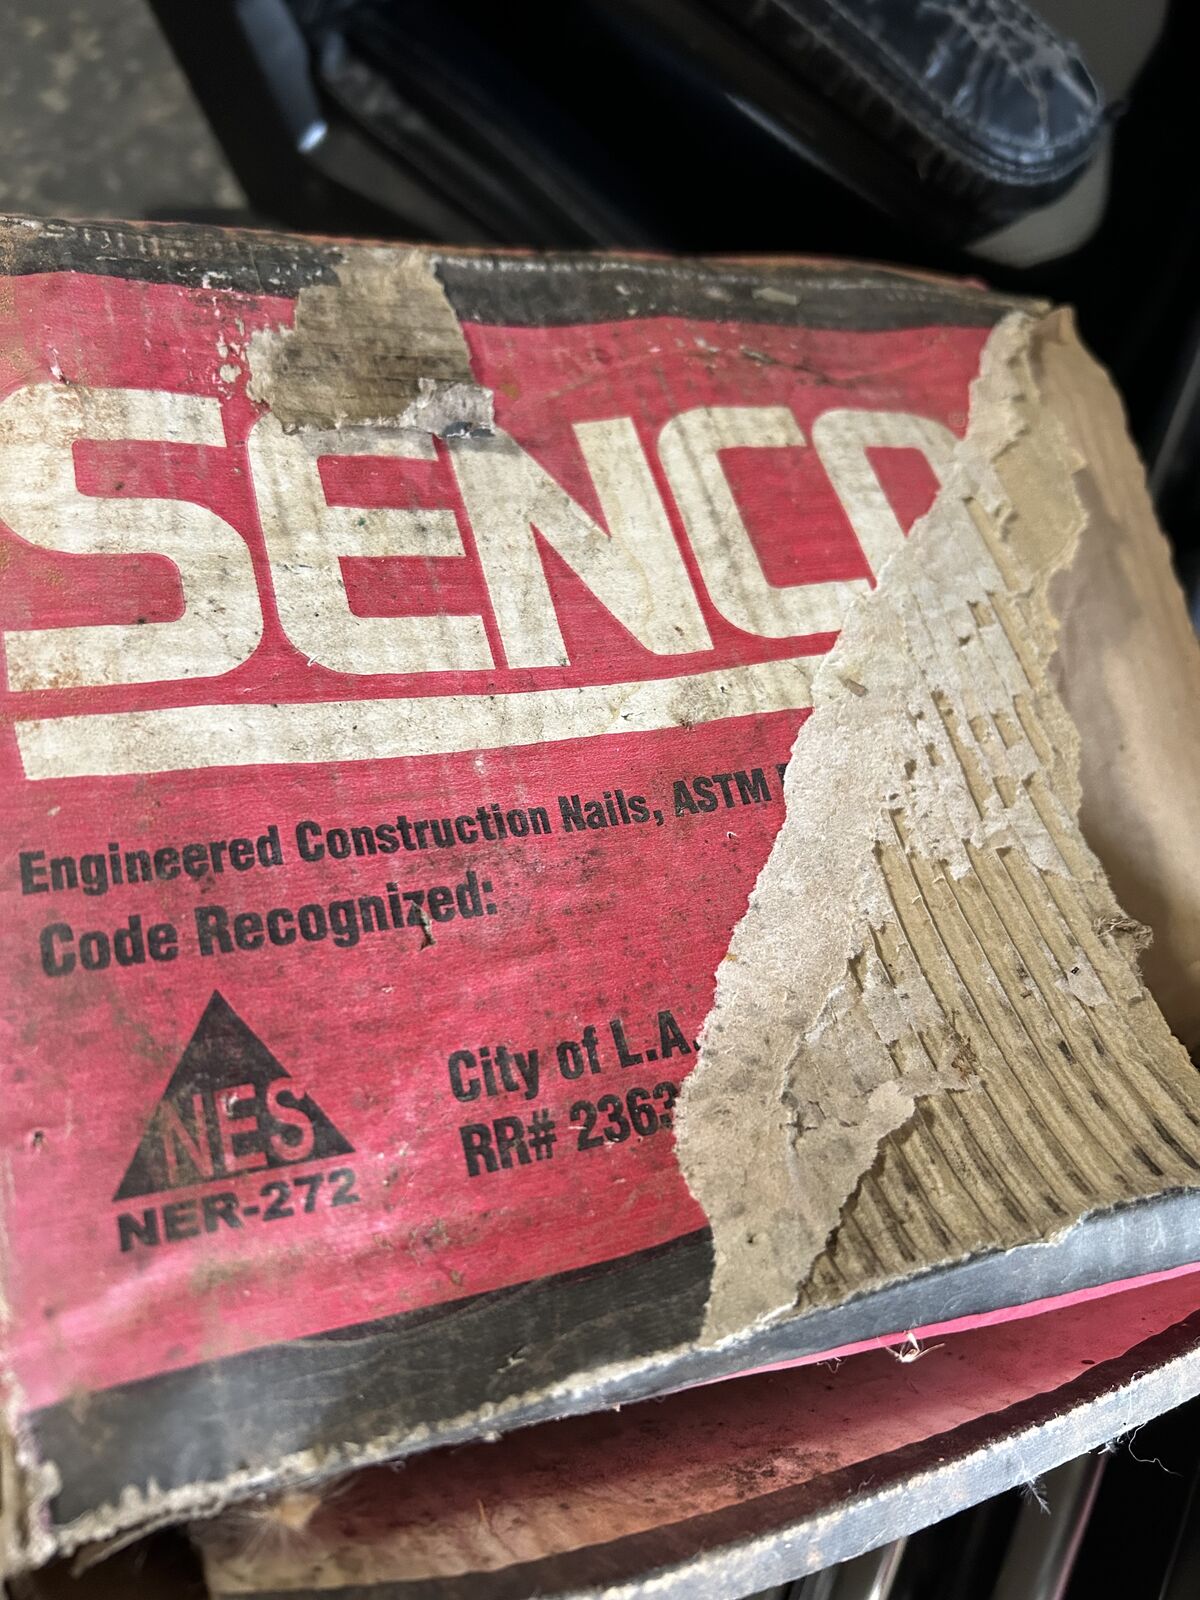 SENCO
Engineered Construction Nails, ASTM
Code Recognized:
NES
NER-272
City of L.A.
RR# 2363